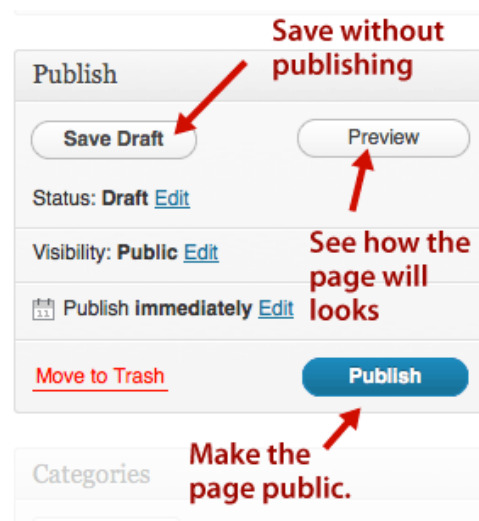 Save without
publishing
Publish
Save Draft
Preview
Status: Draft Edit
Visibility: Public Edit
See how the
page will
looks
11
Publish immediately Edit
Move to Trash
Publish
Make the
page public.
Categories